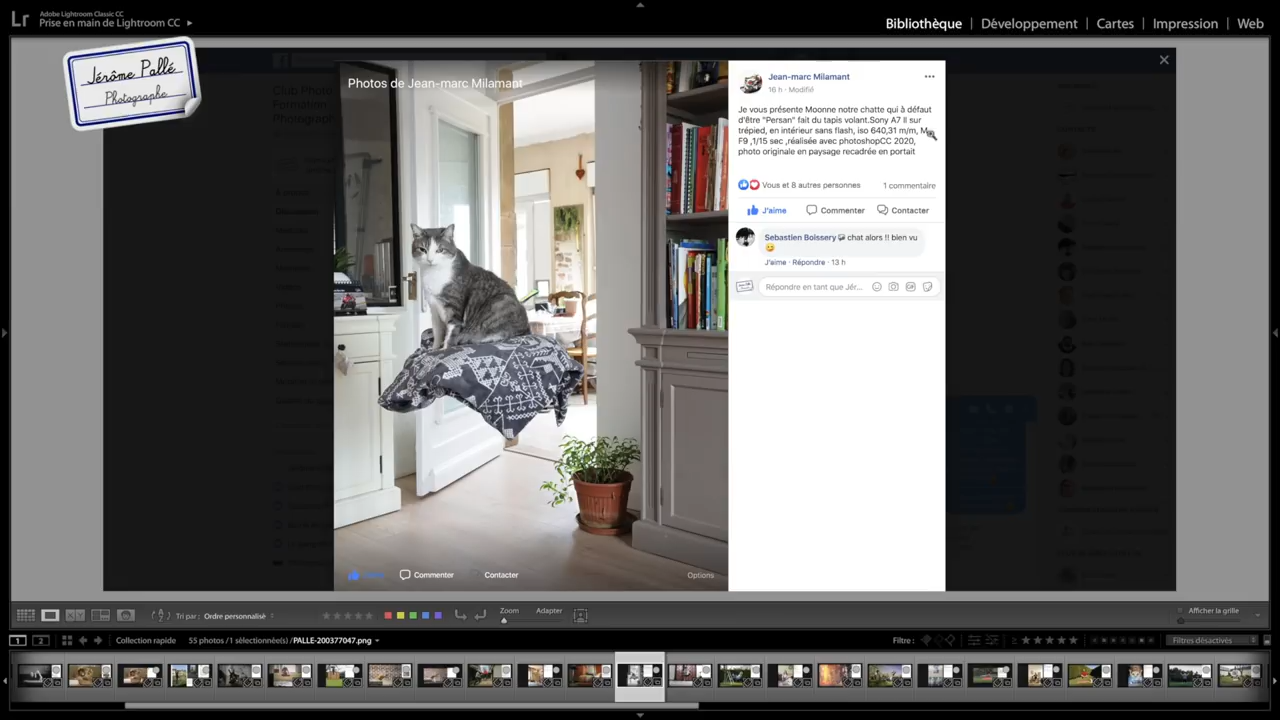 Lr
Adobe Lightroom Classic CC
Prise en main de Lightroom CC
Bibliothèque | Développement | Cartes | Impression | Web
Jérôme Pallé
Photographe
Photos de Jean-marc Milamant
Jean-marc Milamant
16 h · Modifié
Je vous présente Moonne notre chatte qui à défaut
d'être "Persan" fait du tapis volant.Sony A7 II sur
trépied, en intérieur sans flash, iso 640,31 m/m, M
F9 ,1/15 sec ,réalisée avec photoshopCC 2020,
photo originale en paysage recadrée en portait
Vous et 8 autres personnes
1 commentaire
J'aime
Commenter
Contacter
Sebastien Boissery chat alors !! bien vu
J'aime · Répondre · 13 h
Répondre en tant que Jér...
Commenter
Contacter
Options
Tri par : Ordre personnalisé
Zoom
Adapter
Afficher la grille
1 2
Collection rapide
55 photos /1 sélectionnée(s) /PALLE-200377047.png
Filtre :
Filtres désactivés